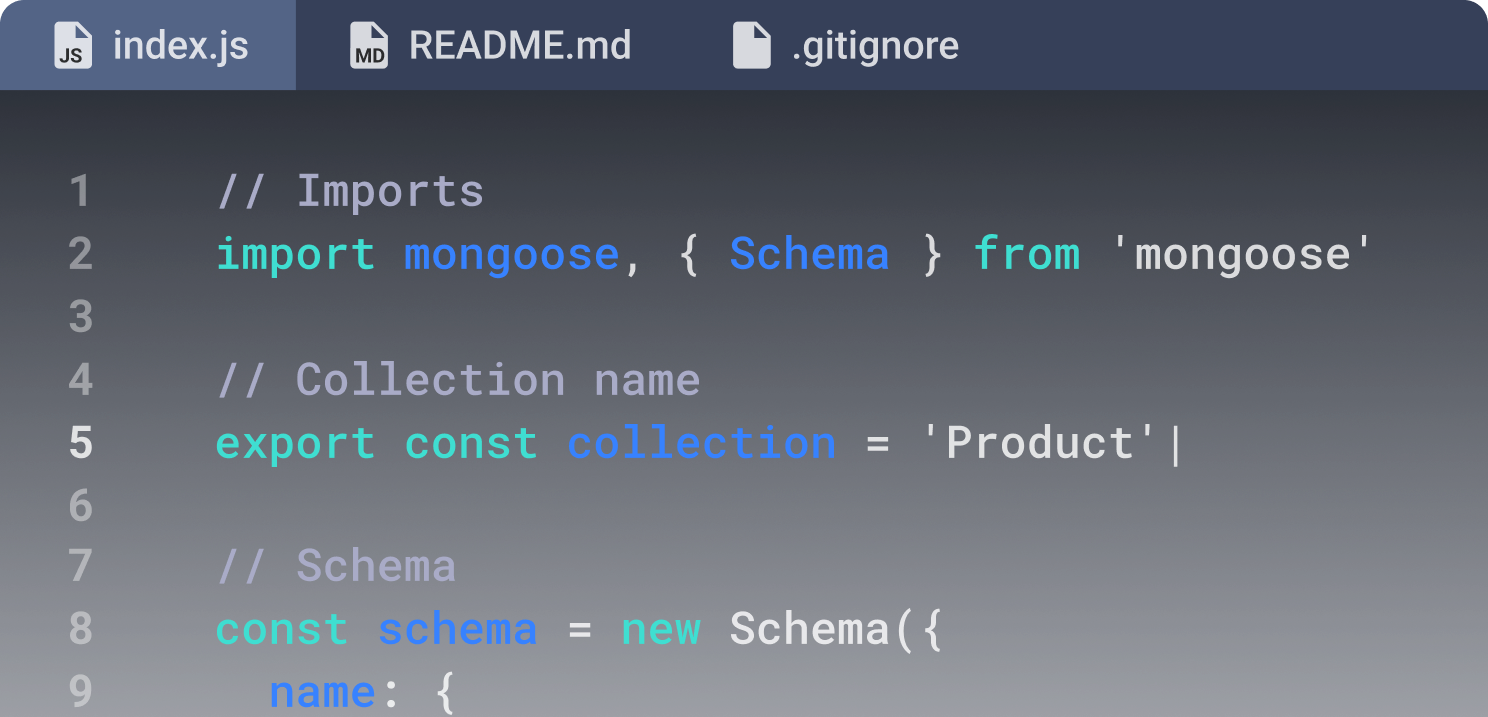 JS index.js MD README.md .gitignore
1 // Imports
2 import mongoose, { Schema } from 'mongoose'
3
4 // Collection name
5 export const collection = 'Product'|
6
7 // Schema
8 const schema = new Schema({
9 name: {